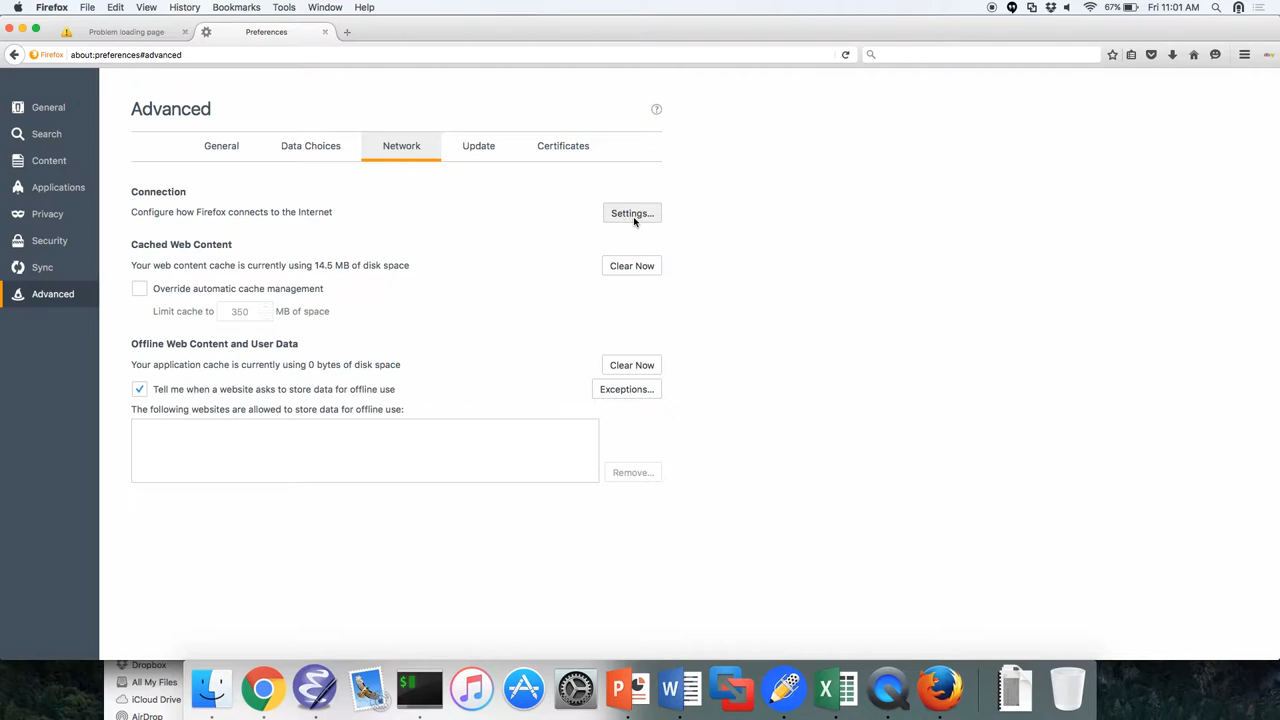 Firefox File Edit View History Bookmarks Tools Window Help 67% Fri 11:01 AM
Problem loading page Preferences
Firefox about:preferences#advanced
General
Search
Content
Applications
Privacy
Security
Sync
Advanced
Advanced
General Data Choices Network Update Certificates
Connection
Configure how Firefox connects to the Internet Settings...
Cached Web Content
Your web content cache is currently using 14.5 MB of disk space Clear Now
Override automatic cache management
Limit cache to 350 MB of space
Offline Web Content and User Data
Your application cache is currently using 0 bytes of disk space Clear Now
Tell me when a website asks to store data for offline use Exceptions...
The following websites are allowed to store data for offline use:
Remove...
Dropbox
All My Files
iCloud Drive
AirDrop